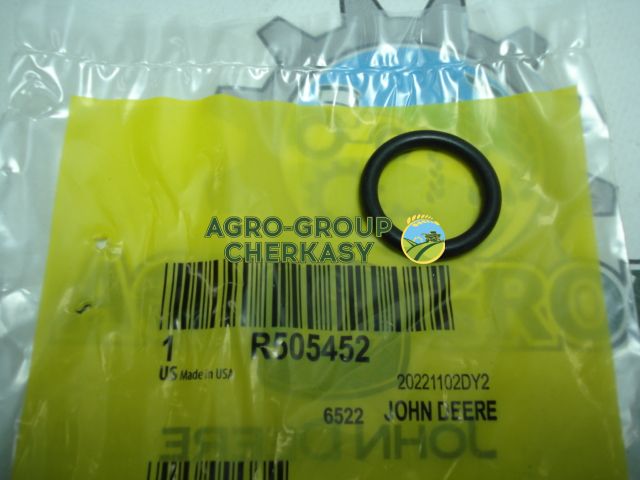 AGRO-GROUP
CHERKASY
1 R505452
US Made in USA
20221102DY2
6522 JOHN DEERE
JOHN DEERE